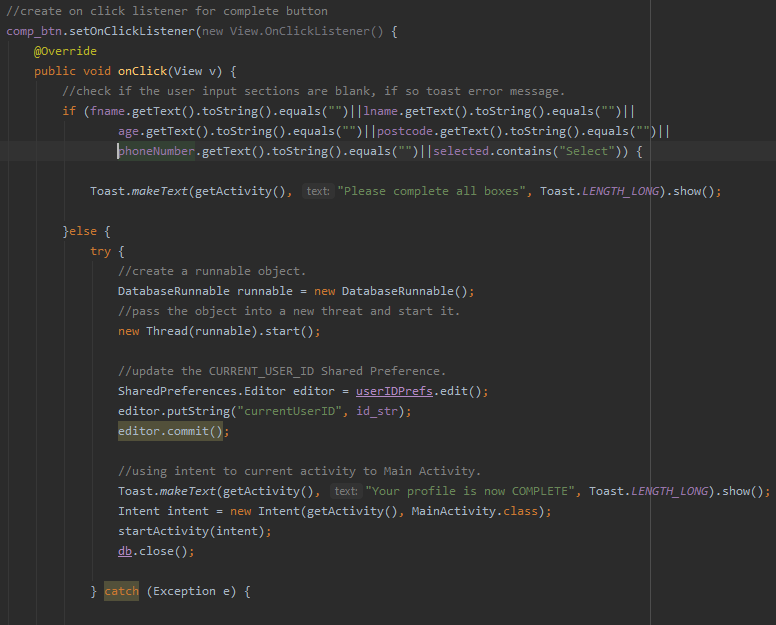 //create on click listener for complete button
comp_btn.setOnClickListener(new View.OnClickListener() {
@Override
public void onClick(View v) {
//check if the user input sections are blank, if so toast error message.
if (fname.getText().toString().equals("")||lname.getText().toString().equals("")||
age.getText().toString().equals("")||postcode.getText().toString().equals("")||
phoneNumber.getText().toString().equals("")||selected.contains("Select")) {
Toast.makeText(getActivity(), text: "Please complete all boxes", Toast.LENGTH_LONG).show();
}else {
try {
//create a runnable object.
DatabaseRunnable runnable = new DatabaseRunnable();
//pass the object into a new threat and start it.
new Thread(runnable).start();
//update the CURRENT_USER_ID Shared Preference.
SharedPreferences.Editor editor = userIDPrefs.edit();
editor.putString("currentUserID", id_str);
editor.commit();
//using intent to current activity to Main Activity.
Toast.makeText(getActivity(), text: "Your profile is now COMPLETE", Toast.LENGTH_LONG).show();
Intent intent = new Intent(getActivity(), MainActivity.class);
startActivity(intent);
db.close();
} catch (Exception e) {